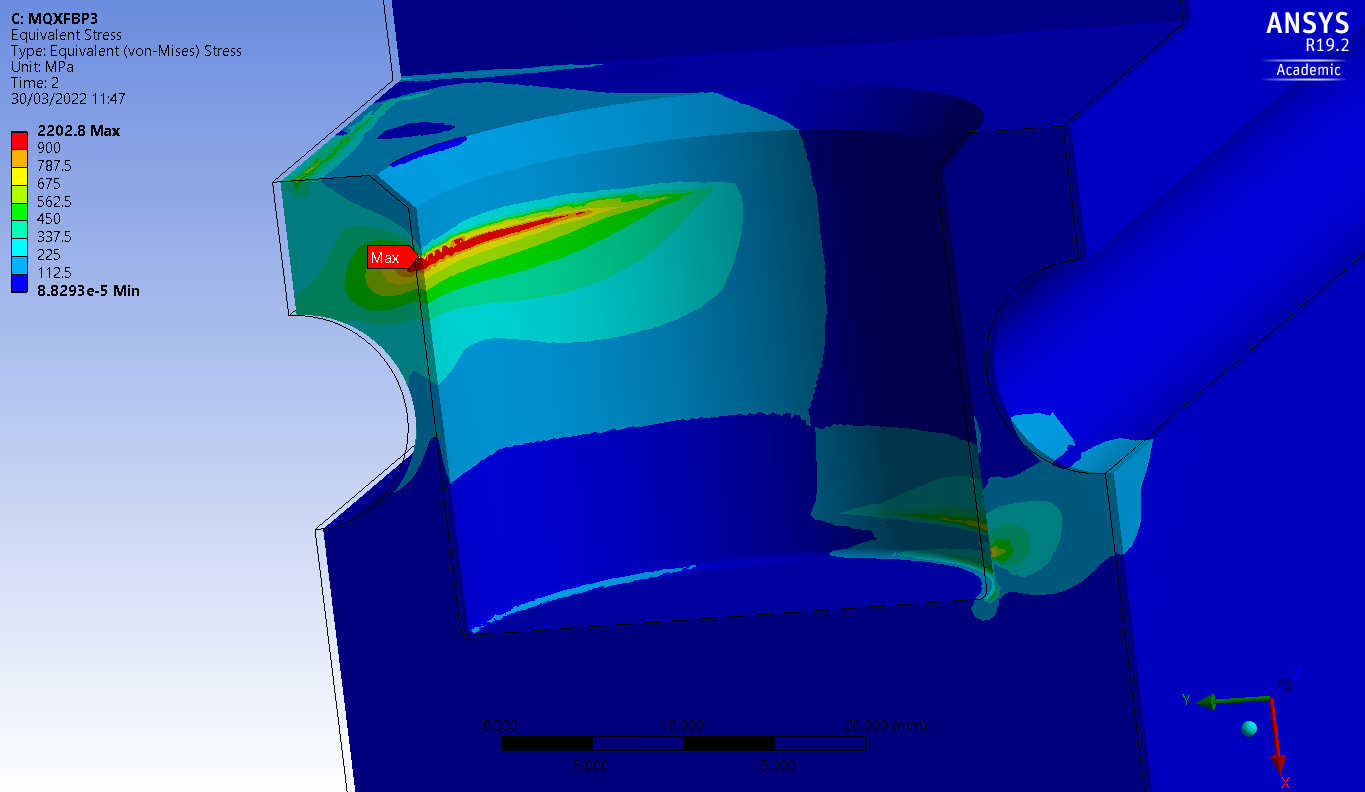 C: MQXFBP3
Equivalent Stress
Type: Equivalent (von-Mises) Stress
Unit: MPa
Time: 2
30/03/2022 11:47
2202.8 Max
900
787.5
675
562.5
450
337.5
225
112.5
8.8293e-5 Min
ANSYS
R19.2
Academic
Max
0.000
20.000 (mm)
5.000
Y
Z
X